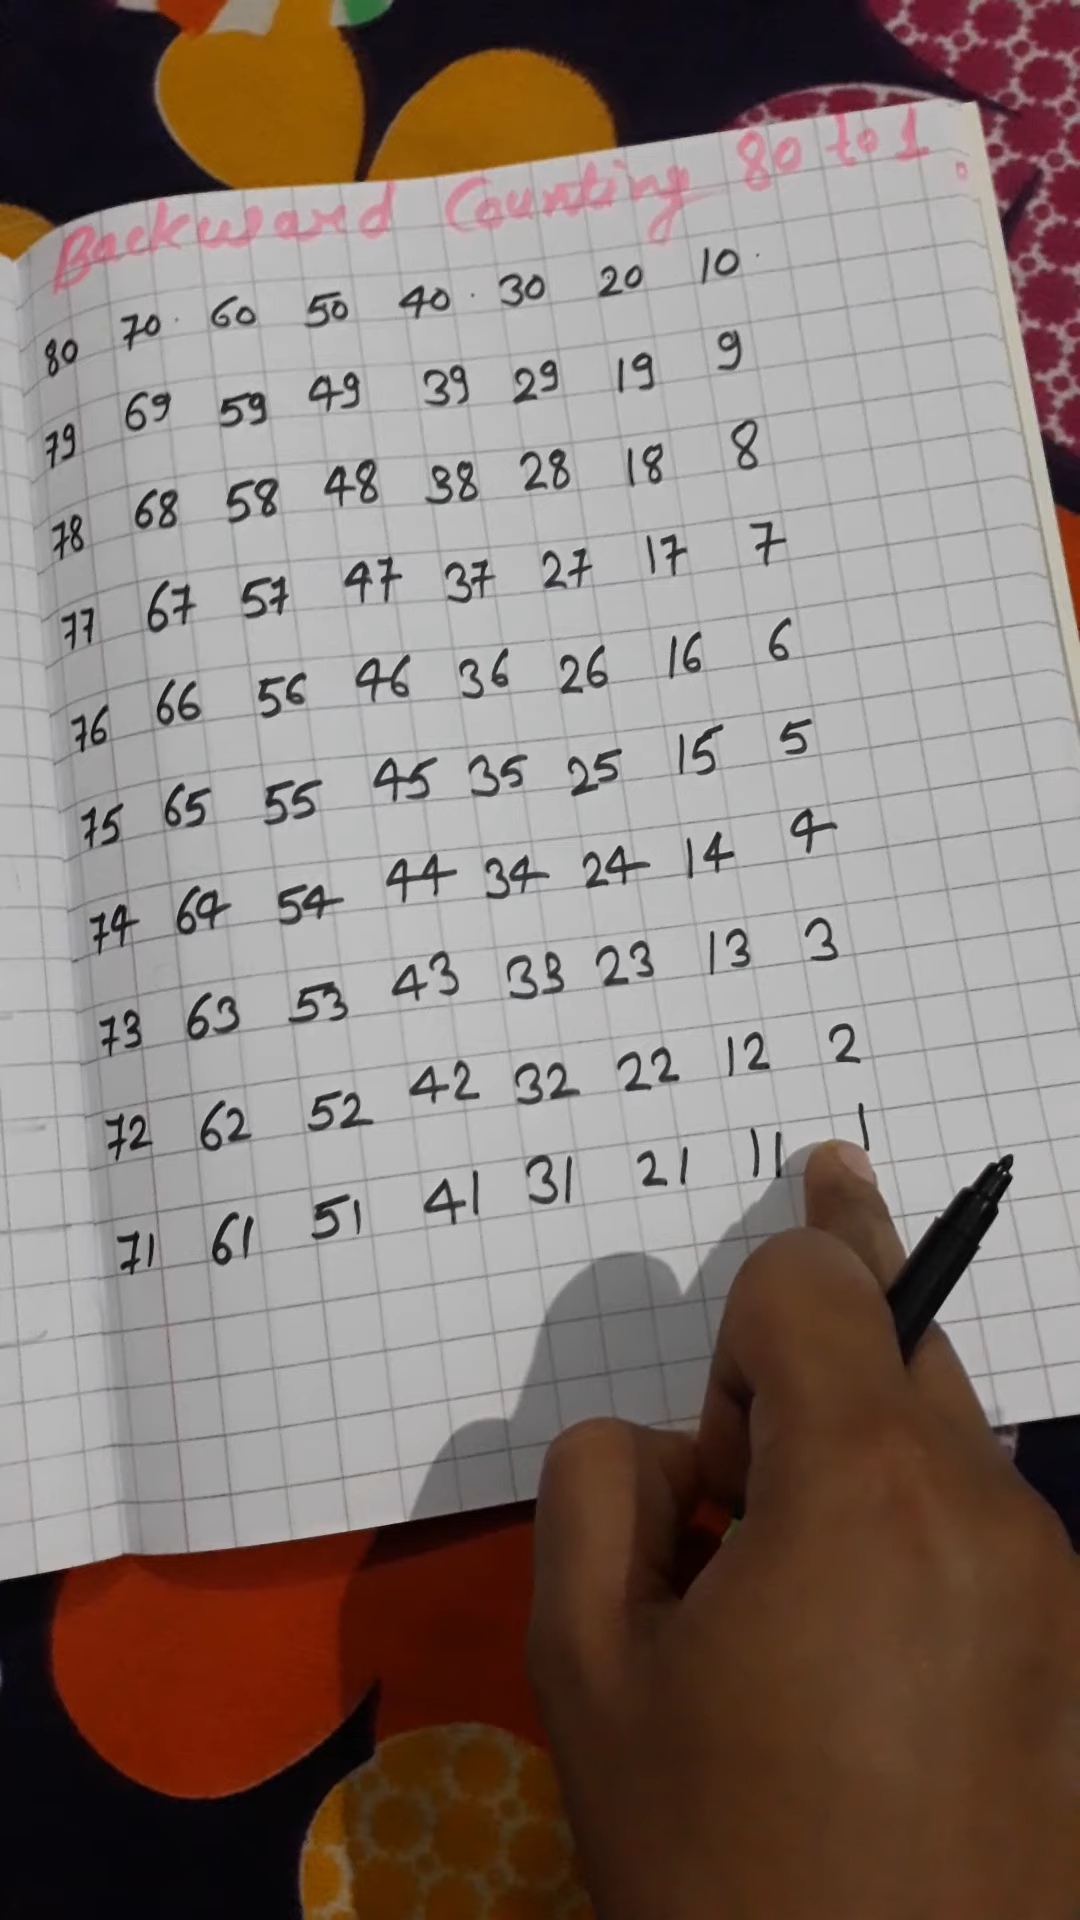 Backward Counting 80 to 1.
80 70. 60 50 40. 30 20 10.
79 69 59 49 39 29 19 9
78 68 58 48 38 28 18 8
77 67 57 47 37 27 17 7
76 66 56 46 36 26 16 6
75 65 55 45 35 25 15 5
74 64 54 44 34 24 14 4
73 63 53 43 33 23 13 3
72 62 52 42 32 22 12 2
71 61 51 41 31 21 11 1